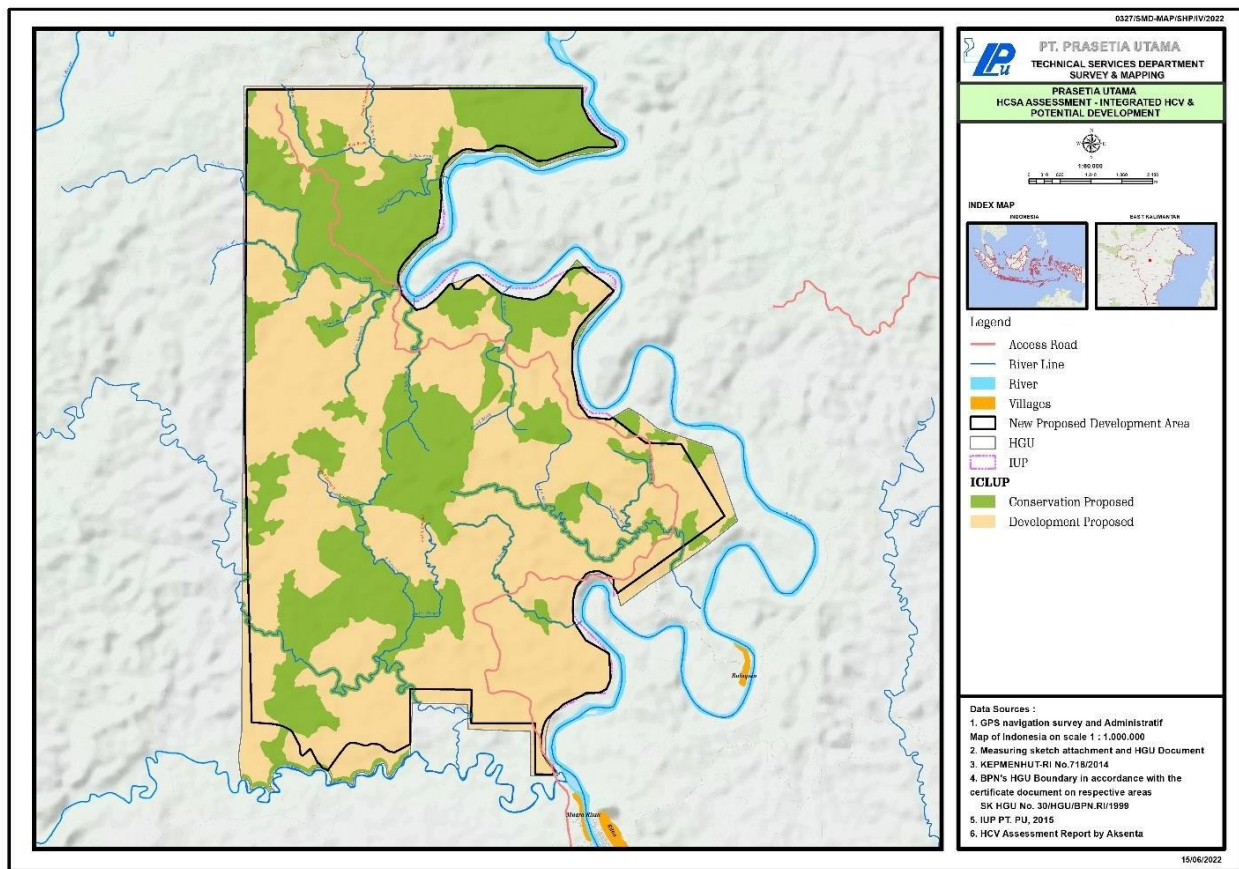 0327/SMD-MAP/SHP/IV/2022
PT. PRASETIA UTAMA
TECHNICAL SERVICES DEPARTMENT
SURVEY & MAPPING
PRASETIA UTAMA
HCSA ASSESSMENT - INTEGRATED HCV &
POTENTIAL DEVELOPMENT
N
1:60.000
INDEX MAP
INDONESIA
EAST KALIMANTAN
Legend
Access Road
River Line
River
Villages
New Proposed Development Area
HGU
IUP
ICLUP
Conservation Proposed
Development Proposed
Data Sources :
1. GPS navigation survey and Administratif
Map of Indonesia on scale 1 : 1.000.000
2. Measuring sketch attachment and HGU Document
3. KEPMENHUT-RI No.718/2014
4. BPN's HGU Boundary in accordance with the
certificate document on respective areas
SK HGU No. 30/HGU/BPN.RI/1999
5. IUP PT. PU, 2015
6. HCV Assessment Report by Aksenta
15/06/2022